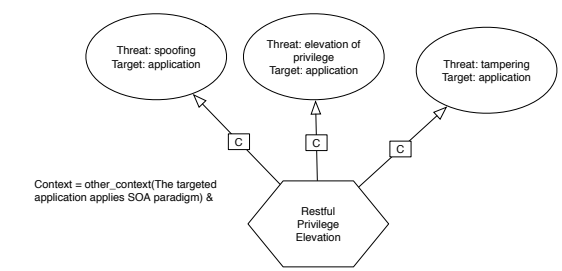 Threat: spoofing
Target: application
Threat: elevation of
privilege
Target: application
Threat: tampering
Target: application
C
C
C
Context = other_context(The targeted
application applies SOA paradigm) &
Restful
Privilege
Elevation